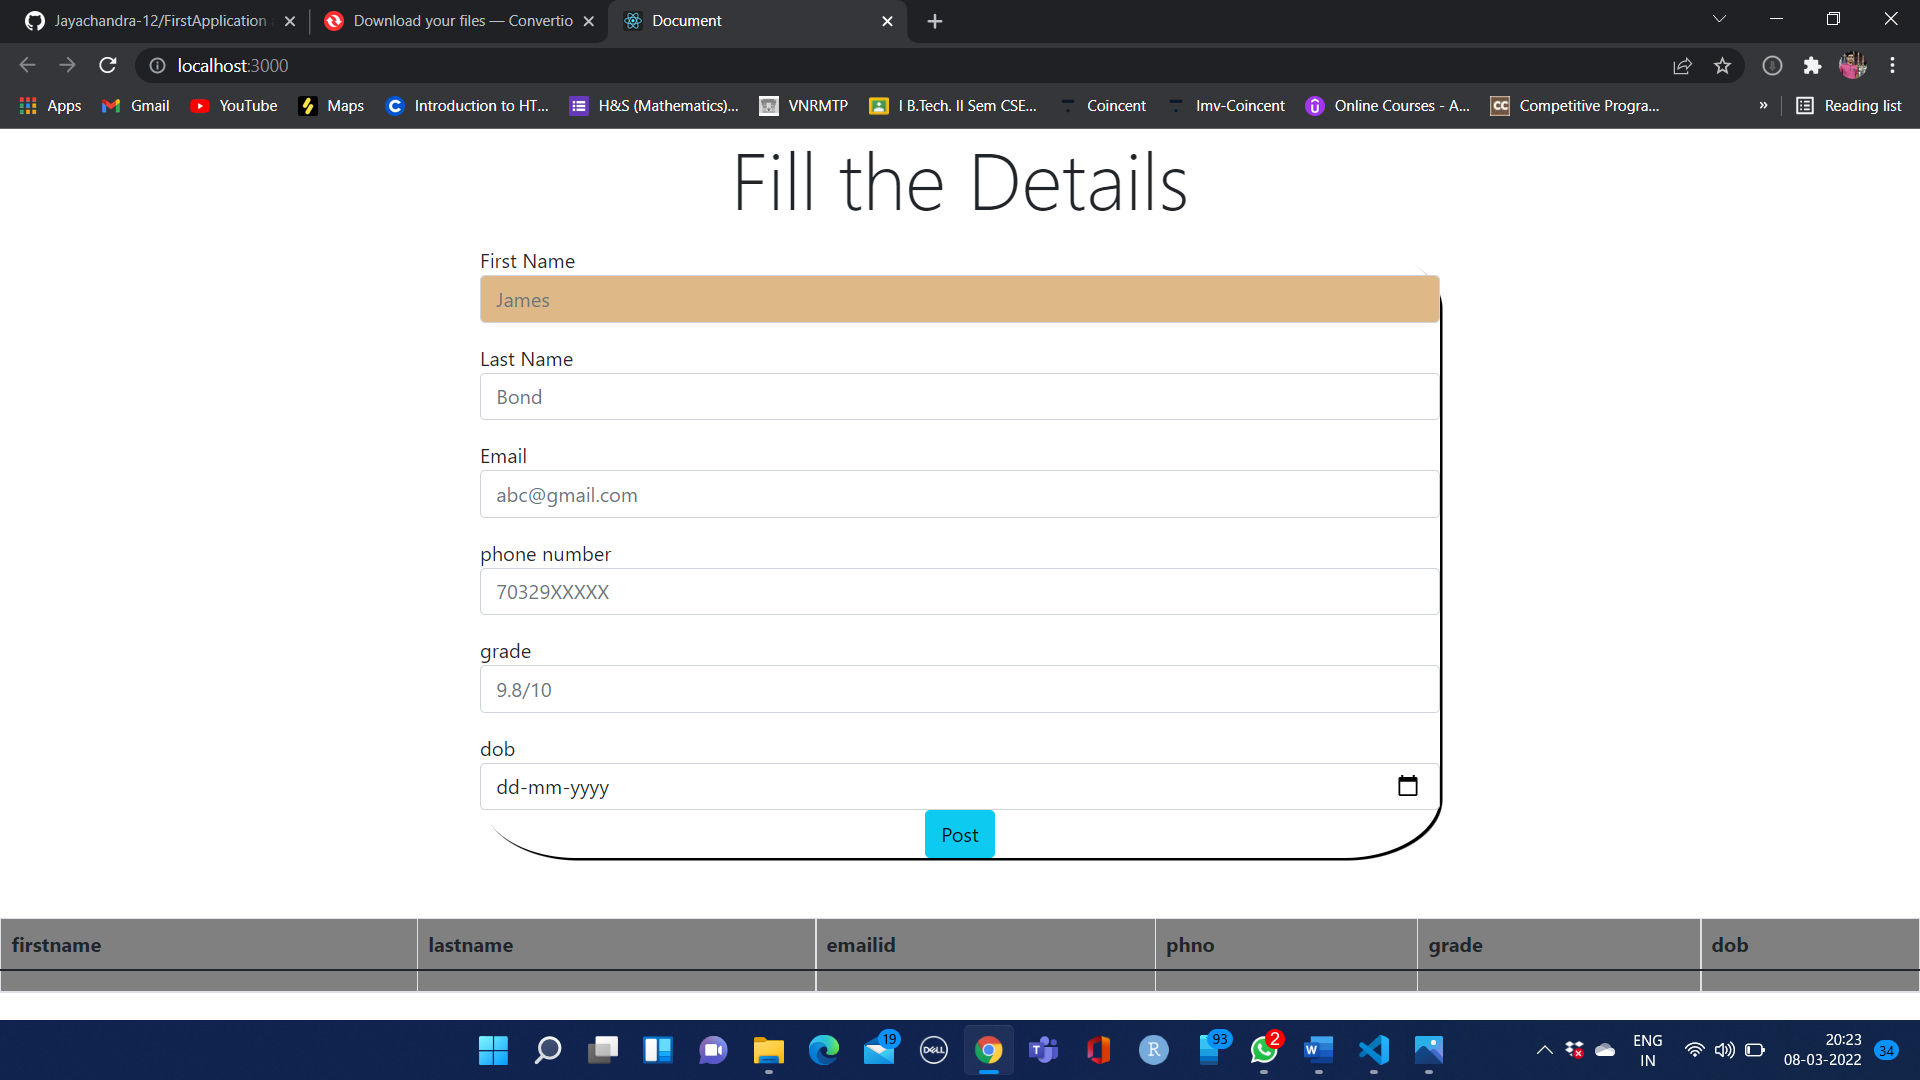 Jayachandra-12/FirstApplication
Download your files — Convertio
Document
localhost:3000
Apps
Gmail
YouTube
Maps
Introduction to HT...
H&S (Mathematics)...
VNRMTP
I B.Tech. II Sem CSE...
Coincent
Imv-Coincent
Online Courses - A...
Competitive Progra...
»
Reading list
Fill the Details
First Name
James
Last Name
Bond
Email
abc@gmail.com
phone number
70329XXXXX
grade
9.8/10
dob
dd-mm-yyyy
Post
firstname lastname emailid phno grade dob
19
DELL
93
2
ENG
IN
20:23
08-03-2022
34